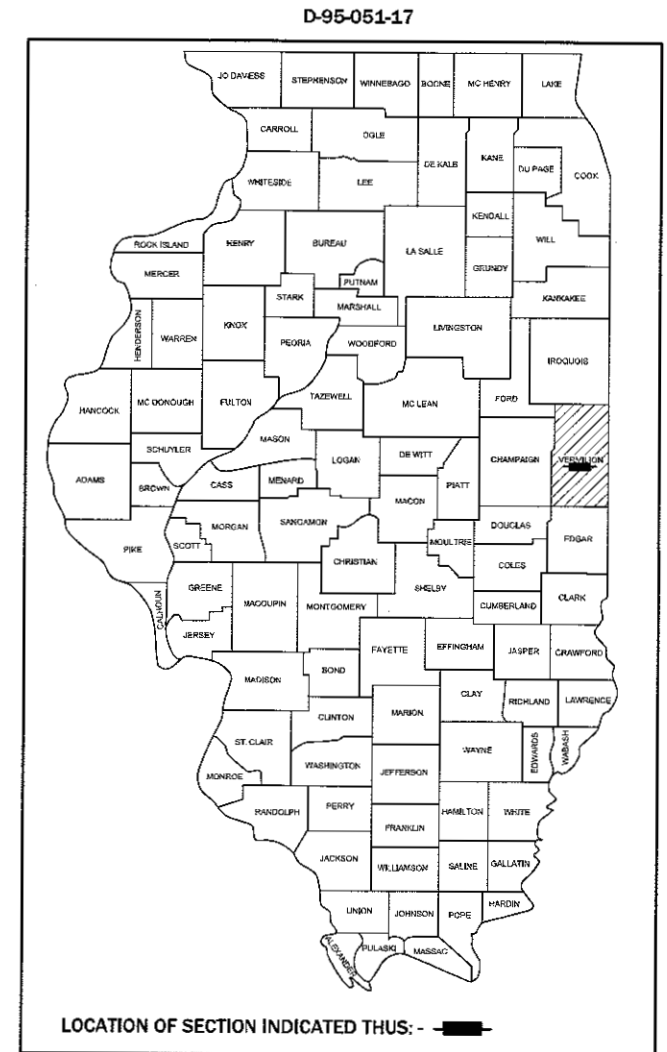 D-95-051-17
JO DAVIESS STEPHENSON WINNEBAGO BOONE MC HENRY LAKE
CARROLL OGLE
DE KALB KANE DU PAGE COOK
WHITESIDE LEE
KENDALL WILL
ROCK ISLAND HENRY BUREAU LA SALLE
GRUNDY
MERCER PUTNAM
STARK MARSHALL KANKAKEE
HENDERSON WARREN KNOX LIVINGSTON
PEORIA WOODFORD IROQUOIS
HANCOCK MC DONOUGH FULTON TAZEWELL MC LEAN FORD
MASON
SCHUYLER LOGAN DE WITT CHAMPAIGN VERMILION
ADAMS BROWN CASS MENARD PIATT
MACON
MORGAN SANGAMON DOUGLAS
PIKE SCOTT CHRISTIAN MOULTRIE EDGAR
COLES
GREENE SHELBY
CALHOUN MACOUPIN MONTGOMERY CUMBERLAND CLARK
JERSEY
FAYETTE EFFINGHAM JASPER CRAWFORD
MADISON BOND
CLAY RICHLAND LAWRENCE
CLINTON MARION
ST. CLAIR WAYNE EDWARDS WABASH
MONROE WASHINGTON JEFFERSON
RANDOLPH PERRY HAMILTON WHITE
FRANKLIN
JACKSON WILLIAMSON SALINE GALLATIN
UNION JOHNSON POPE HARDIN
ALEXANDER PULASKI MASSAC
LOCATION OF SECTION INDICATED THUS: -